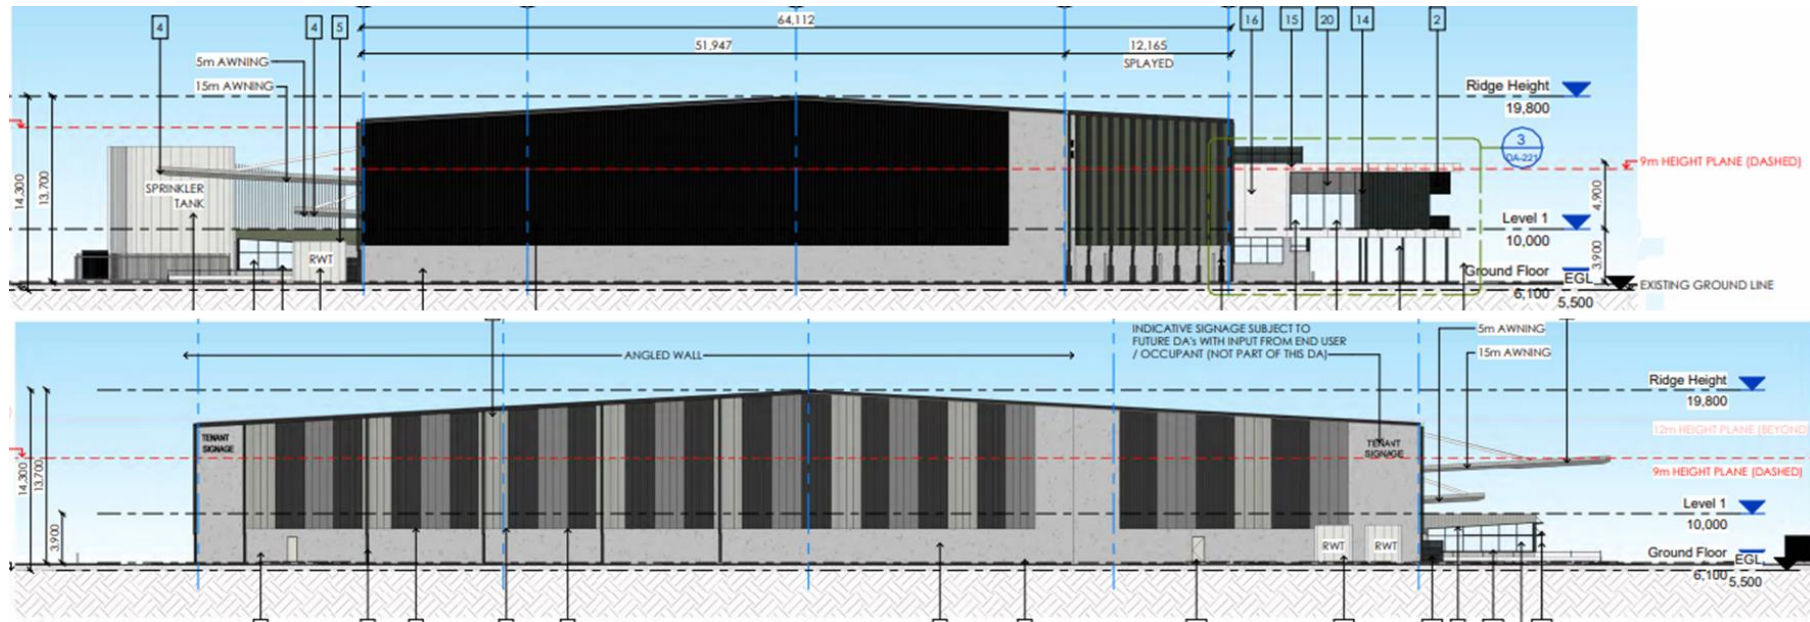 64,112
16 15 20 14 2
4 4 5
51,947 12,165
SPLAYED
5m AWNING
15m AWNING
Ridge Height
19,800
3
DA-221
9m HEIGHT PLANE (DASHED)
14,300
13,700
SPRINKLER
TANK
4,900
Level 1
10,000
RWT
3,900
Ground Floor
6,100
EGL
5,500
EXISTING GROUND LINE
INDICATIVE SIGNAGE SUBJECT TO
FUTURE DA's WITH INPUT FROM END USER
/ OCCUPANT (NOT PART OF THIS DA)
5m AWNING
15m AWNING
ANGLED WALL
Ridge Height
19,800
12m HEIGHT PLANE (BEYOND)
TENANT
SIGNAGE
TENANT
SIGNAGE
9m HEIGHT PLANE (DASHED)
14,300
13,700
Level 1
10,000
3,900
RWT RWT
Ground Floor
6,100
EGL
5,500